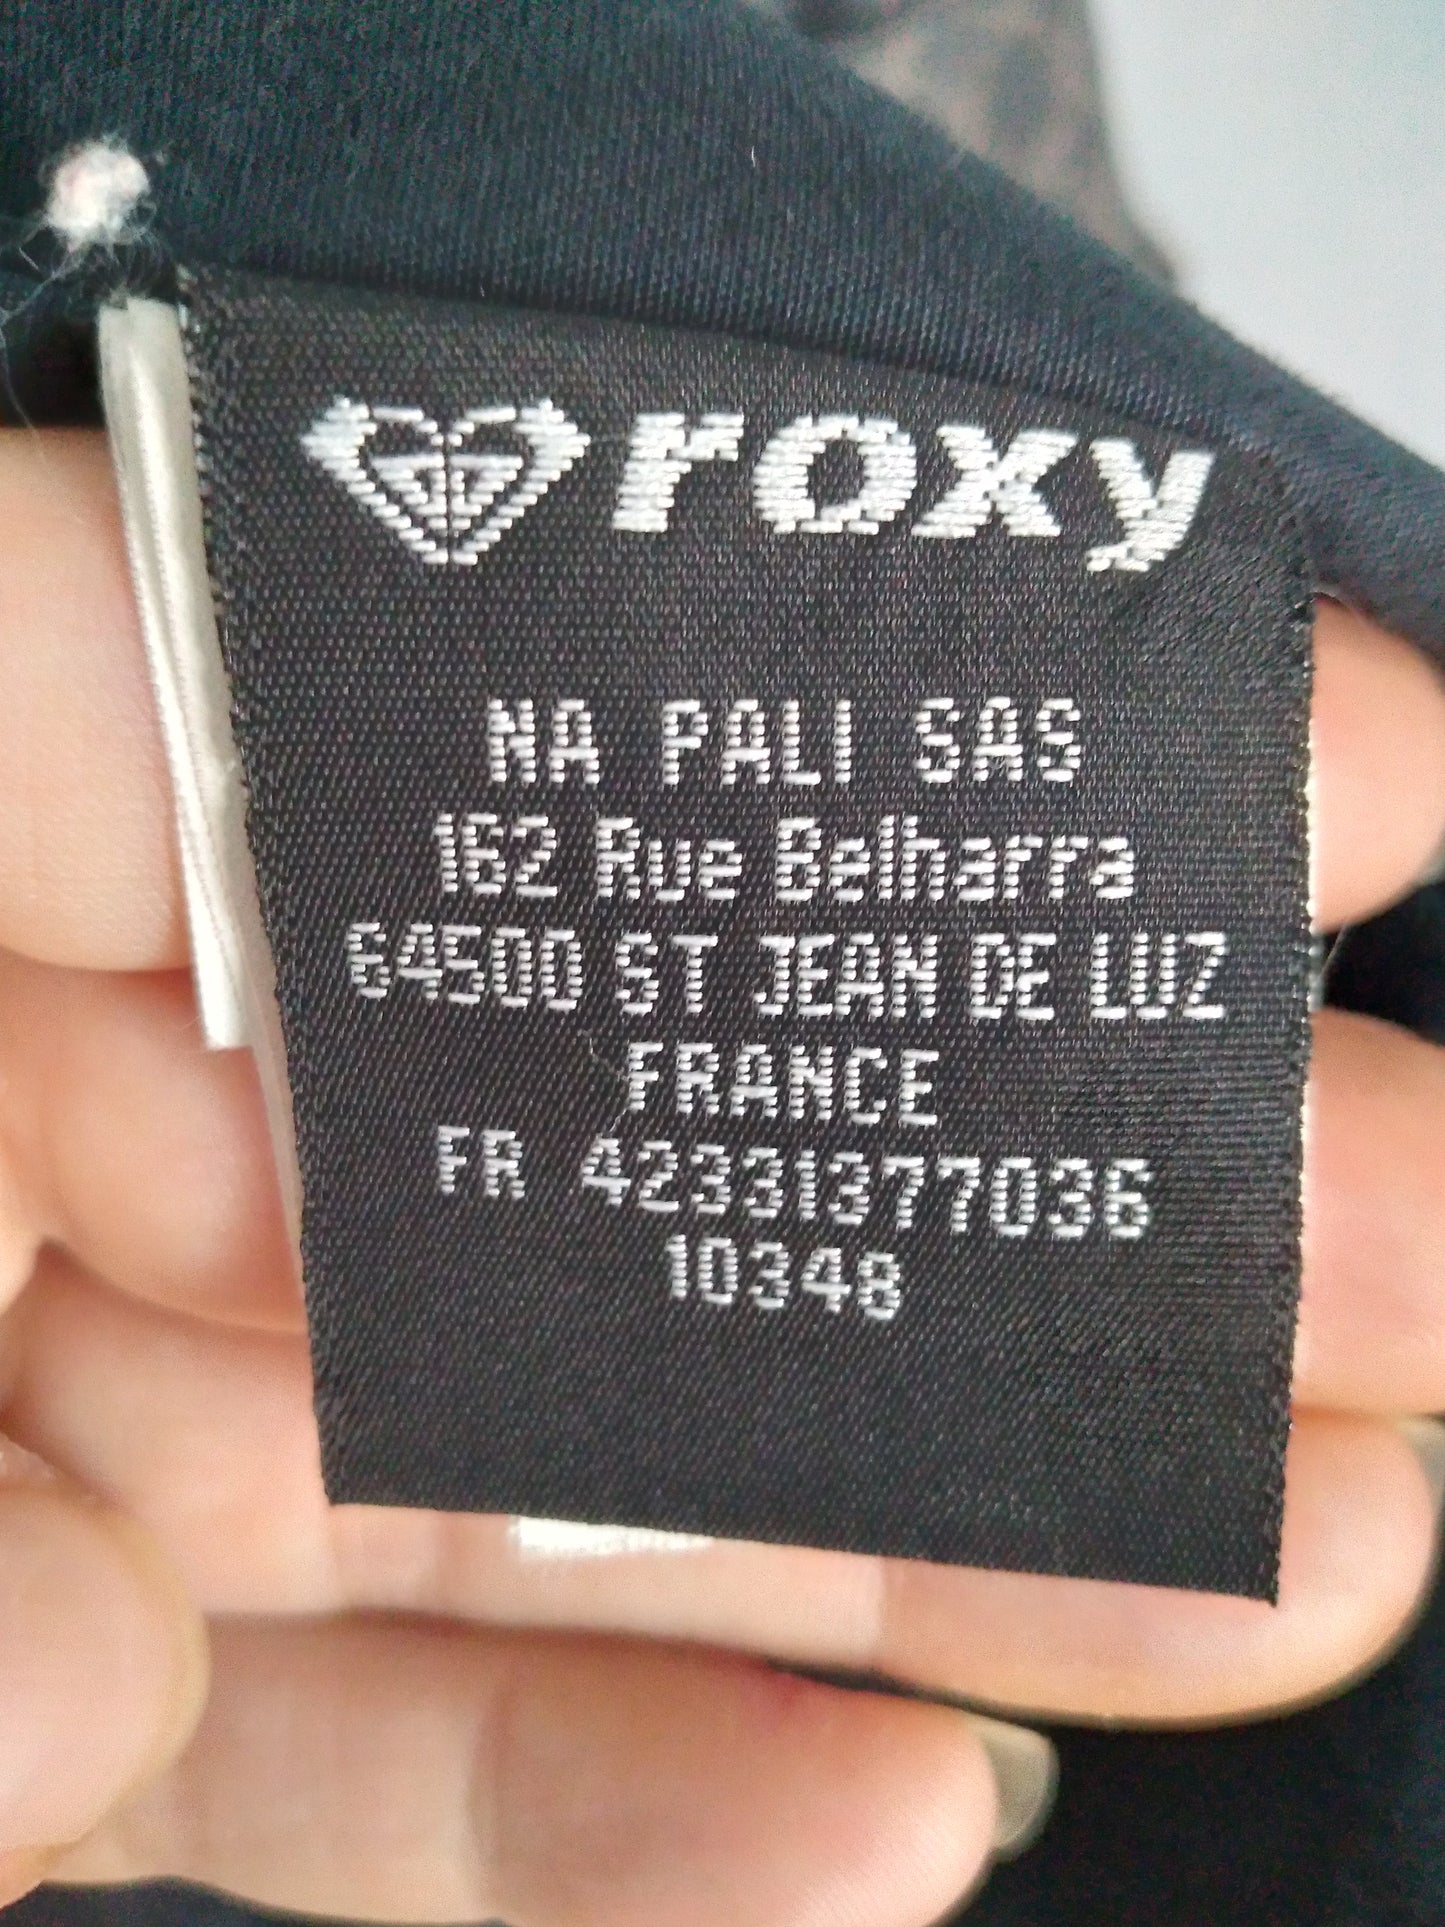 roxy
NA PALI SAS
162 Rue Belharra
64500 ST JEAN DE LUZ
FRANCE
FR 42331377036
10348